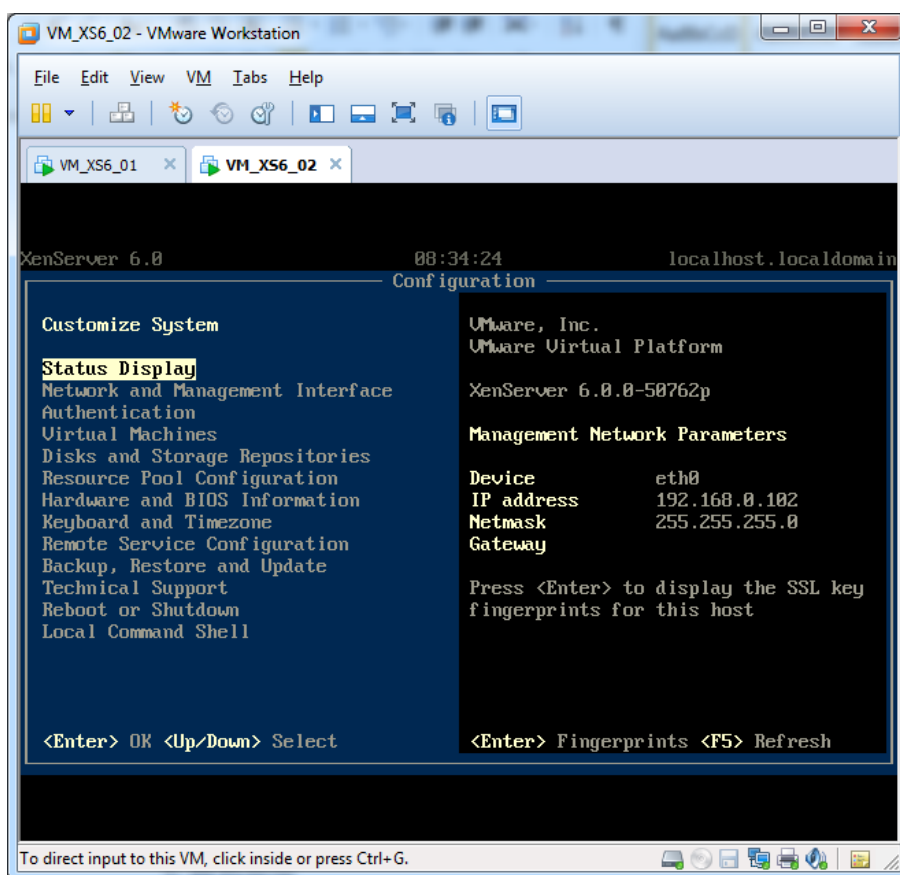 VM_XS6_02 - VMware Workstation
File Edit View VM Tabs Help
VM_XS6_01 VM_XS6_02
XenServer 6.0 08:34:24 localhost.localdomain
Configuration
Customize System
Status Display
Network and Management Interface
Authentication
Virtual Machines
Disks and Storage Repositories
Resource Pool Configuration
Hardware and BIOS Information
Keyboard and Timezone
Remote Service Configuration
Backup, Restore and Update
Technical Support
Reboot or Shutdown
Local Command Shell
<Enter> OK <Up/Down> Select
VMware, Inc.
VMware Virtual Platform
XenServer 6.0.0-50762p
Management Network Parameters
Device eth0
IP address 192.168.0.102
Netmask 255.255.255.0
Gateway
Press <Enter> to display the SSL key
fingerprints for this host
<Enter> Fingerprints <F5> Refresh
To direct input to this VM, click inside or press Ctrl+G.